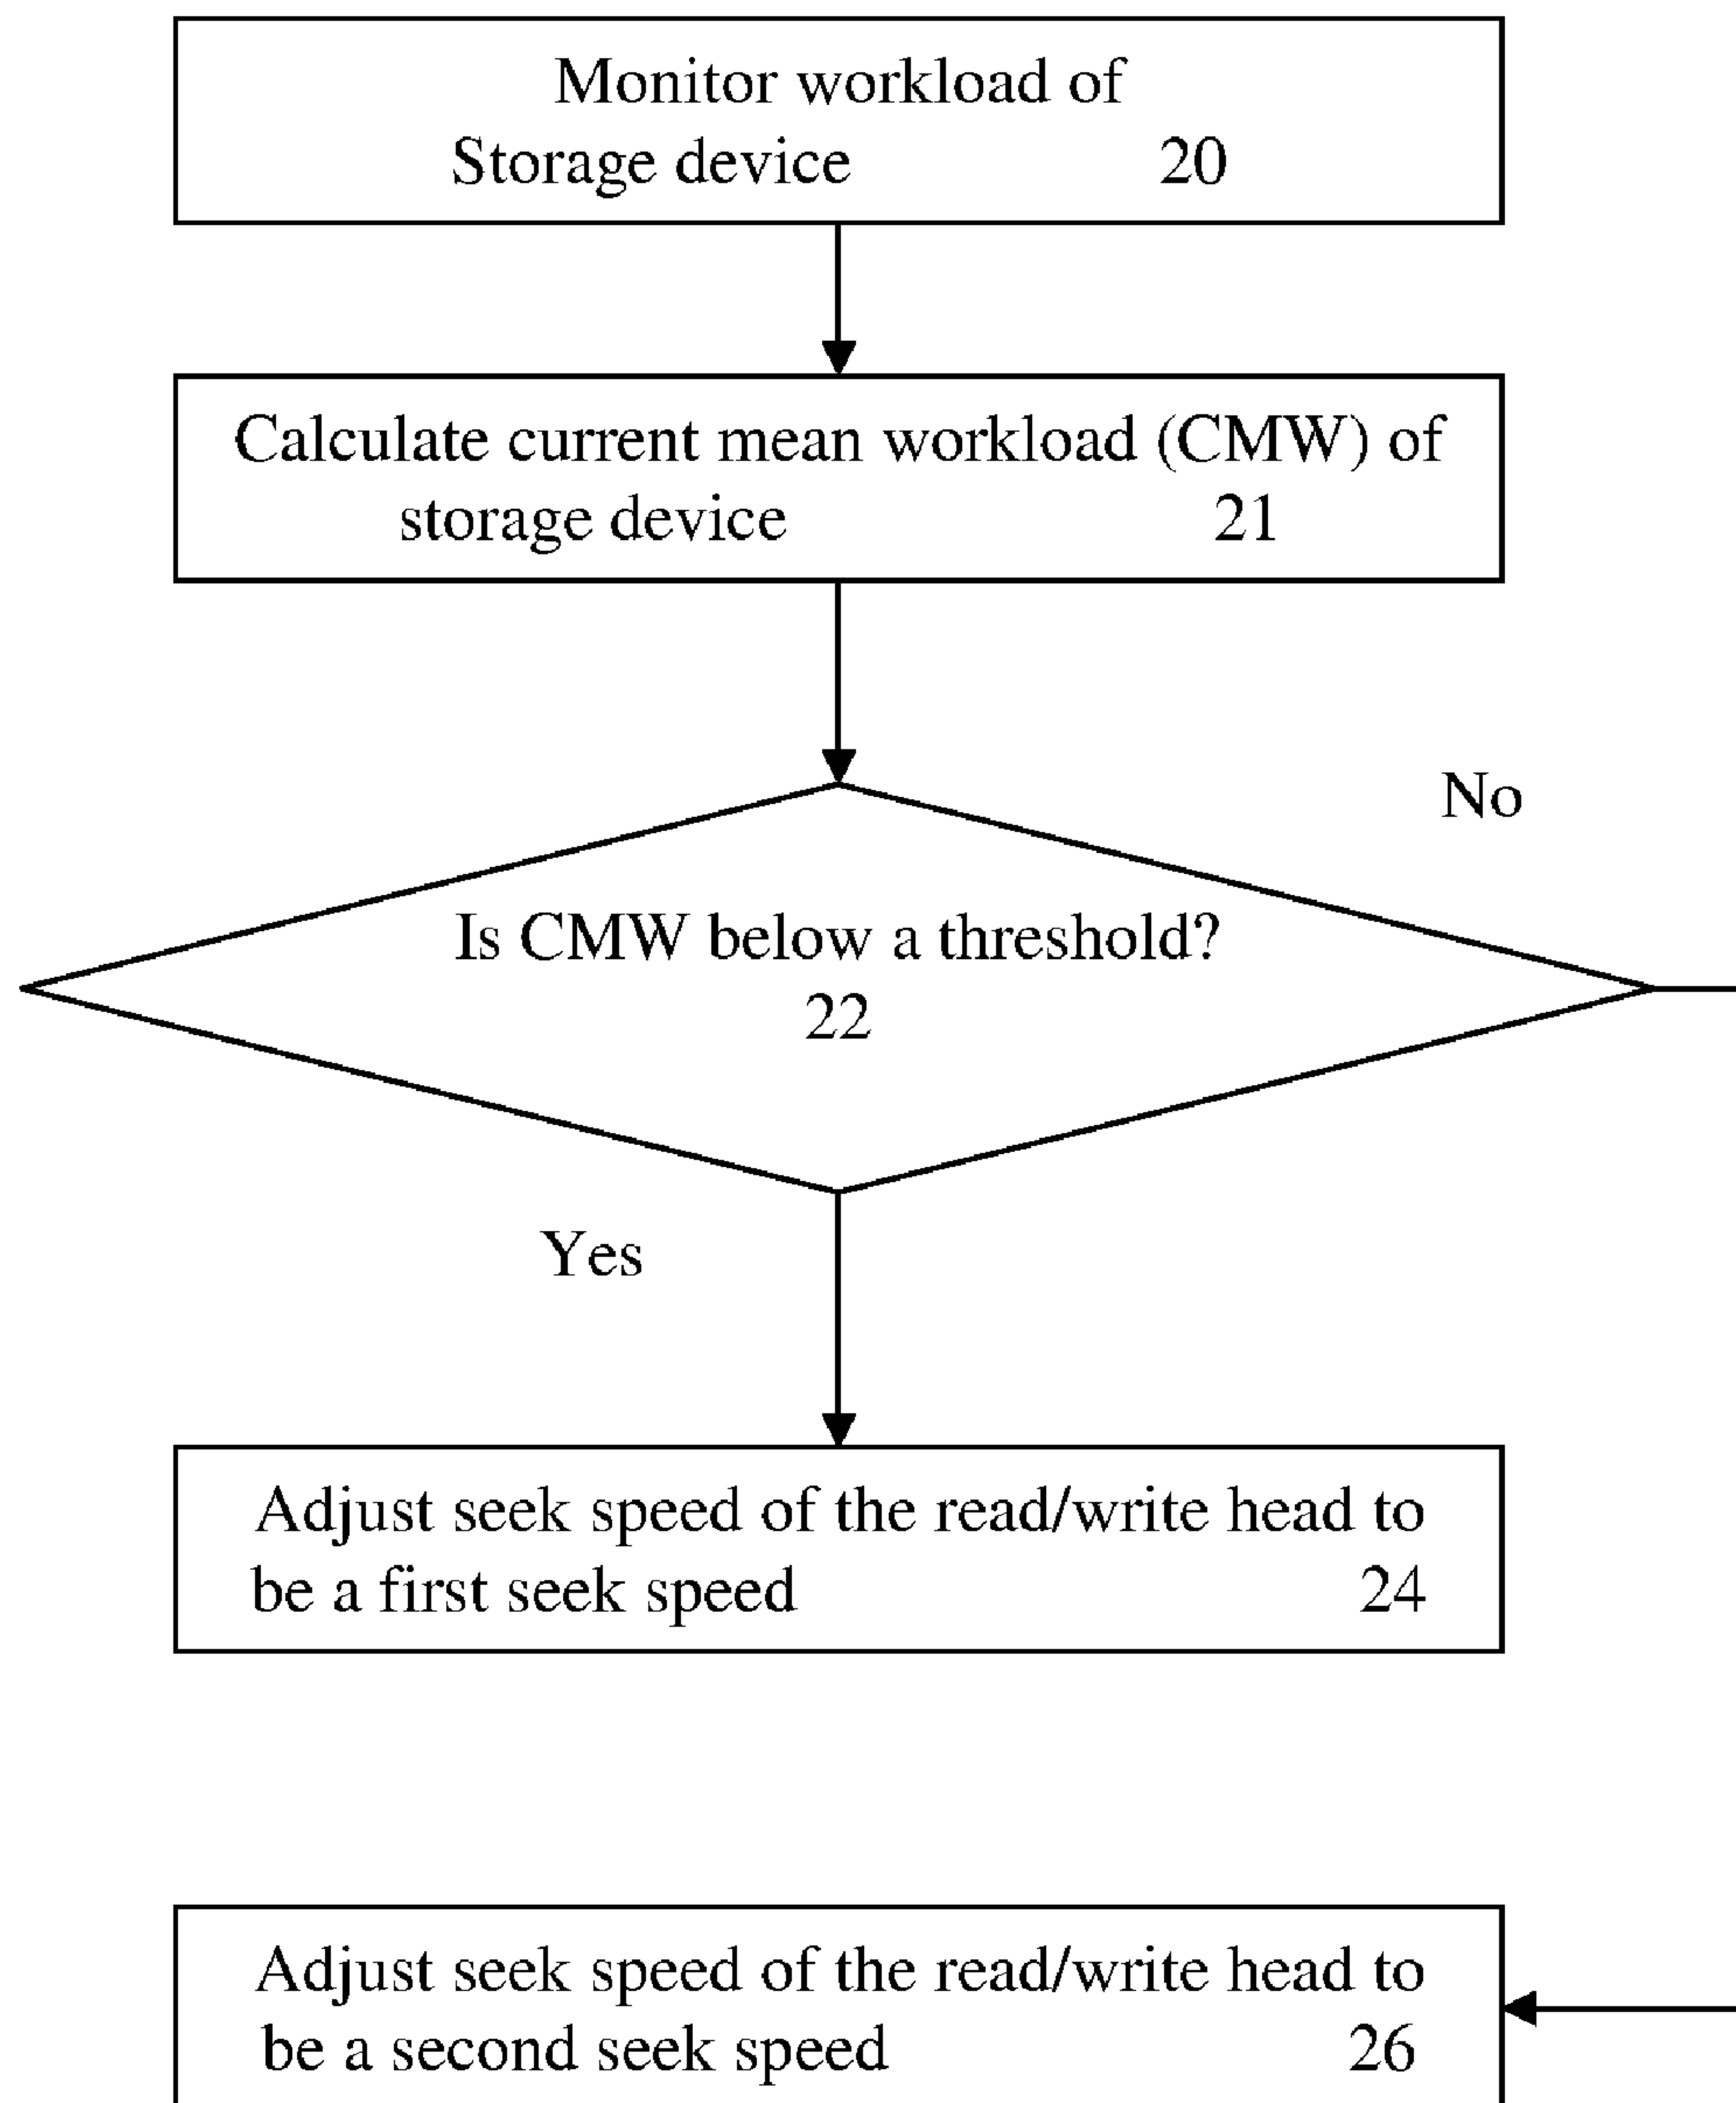 Monitor workload of
Storage device 20
Calculate current mean workload (CMW) of
storage device 21
No
Is CMW below a threshold?
22
Yes
Adjust seek speed of the read/write head to
be a first seek speed 24
Adjust seek speed of the read/write head to
be a second seek speed 26